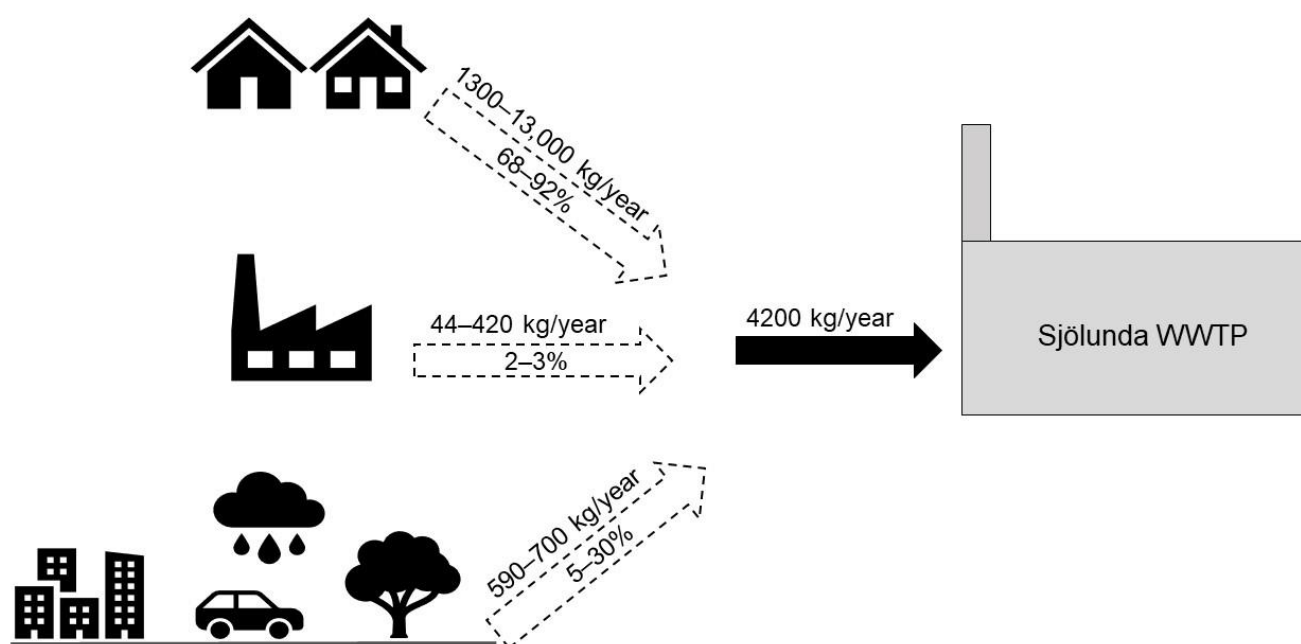 1300–13,000 kg/year
68–92%
44–420 kg/year
2–3%
4200 kg/year
Sjölunda WWTP
590–700 kg/year
5–30%